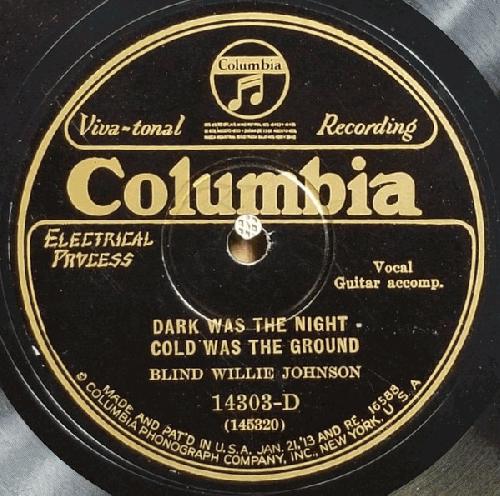 Columbia
Viva-tonal Recording
Columbia
ELECTRICAL
PROCESS
Vocal
Guitar accomp.
DARK WAS THE NIGHT -
COLD WAS THE GROUND
BLIND WILLIE JOHNSON
14303-D
(145320)
MADE AND PAT'D IN U.S.A. JAN. 21,'13 AND RE. 16588
© COLUMBIA PHONOGRAPH COMPANY, INC., NEW YORK, U.S.A.